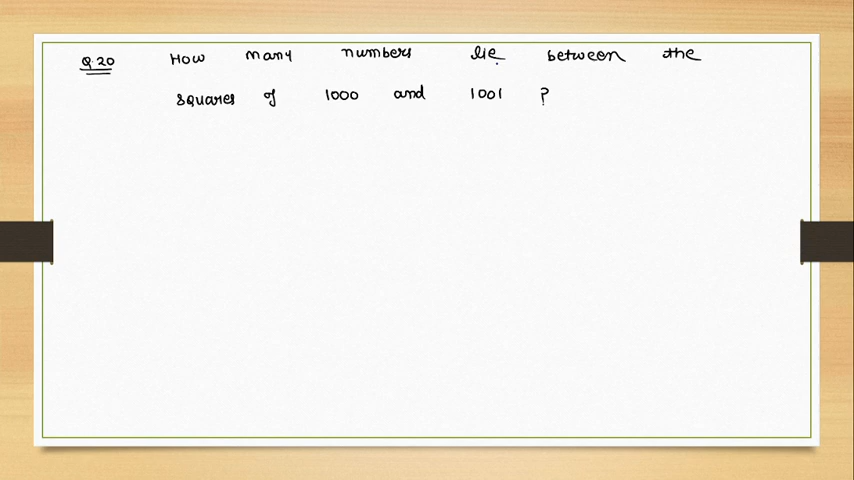 Q.20 How many numbers lie between the
squares of 1000 and 1001 ?